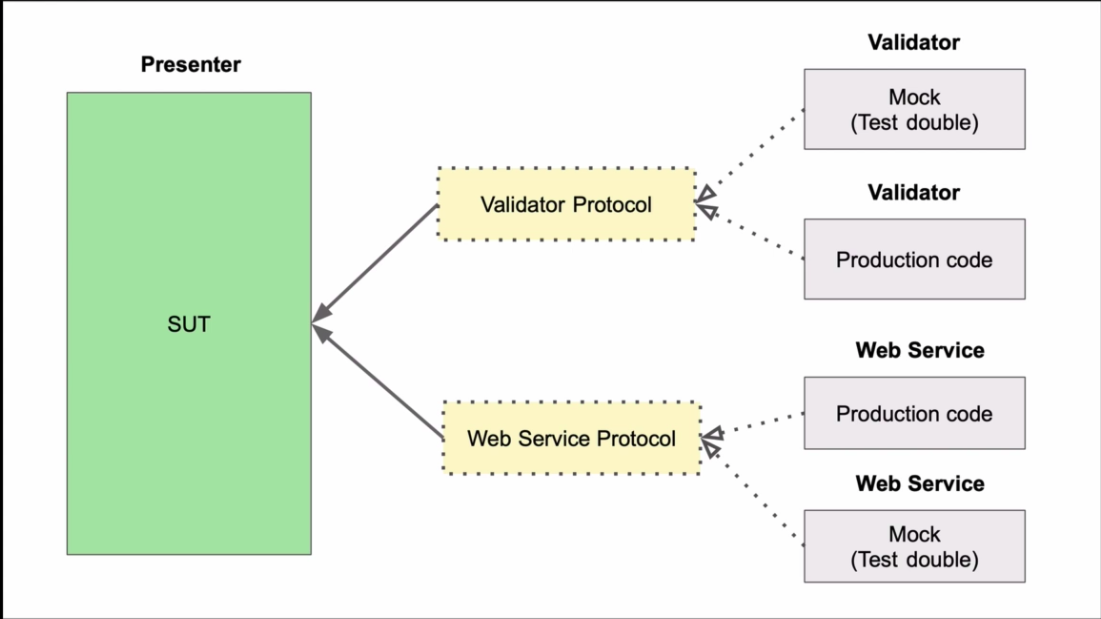 Presenter
SUT
Validator Protocol
Web Service Protocol
Validator
Mock
(Test double)
Validator
Production code
Web Service
Production code
Web Service
Mock
(Test double)